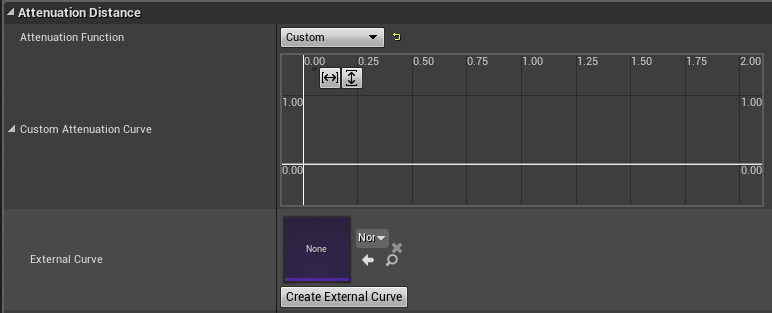 Attenuation Distance
Attenuation Function
Custom
0.00 0.25 0.50 0.75 1.00 1.25 1.50 1.75 2.00
1.00 1.00
Custom Attenuation Curve
0.00 0.00
None
Nor
External Curve
Create External Curve